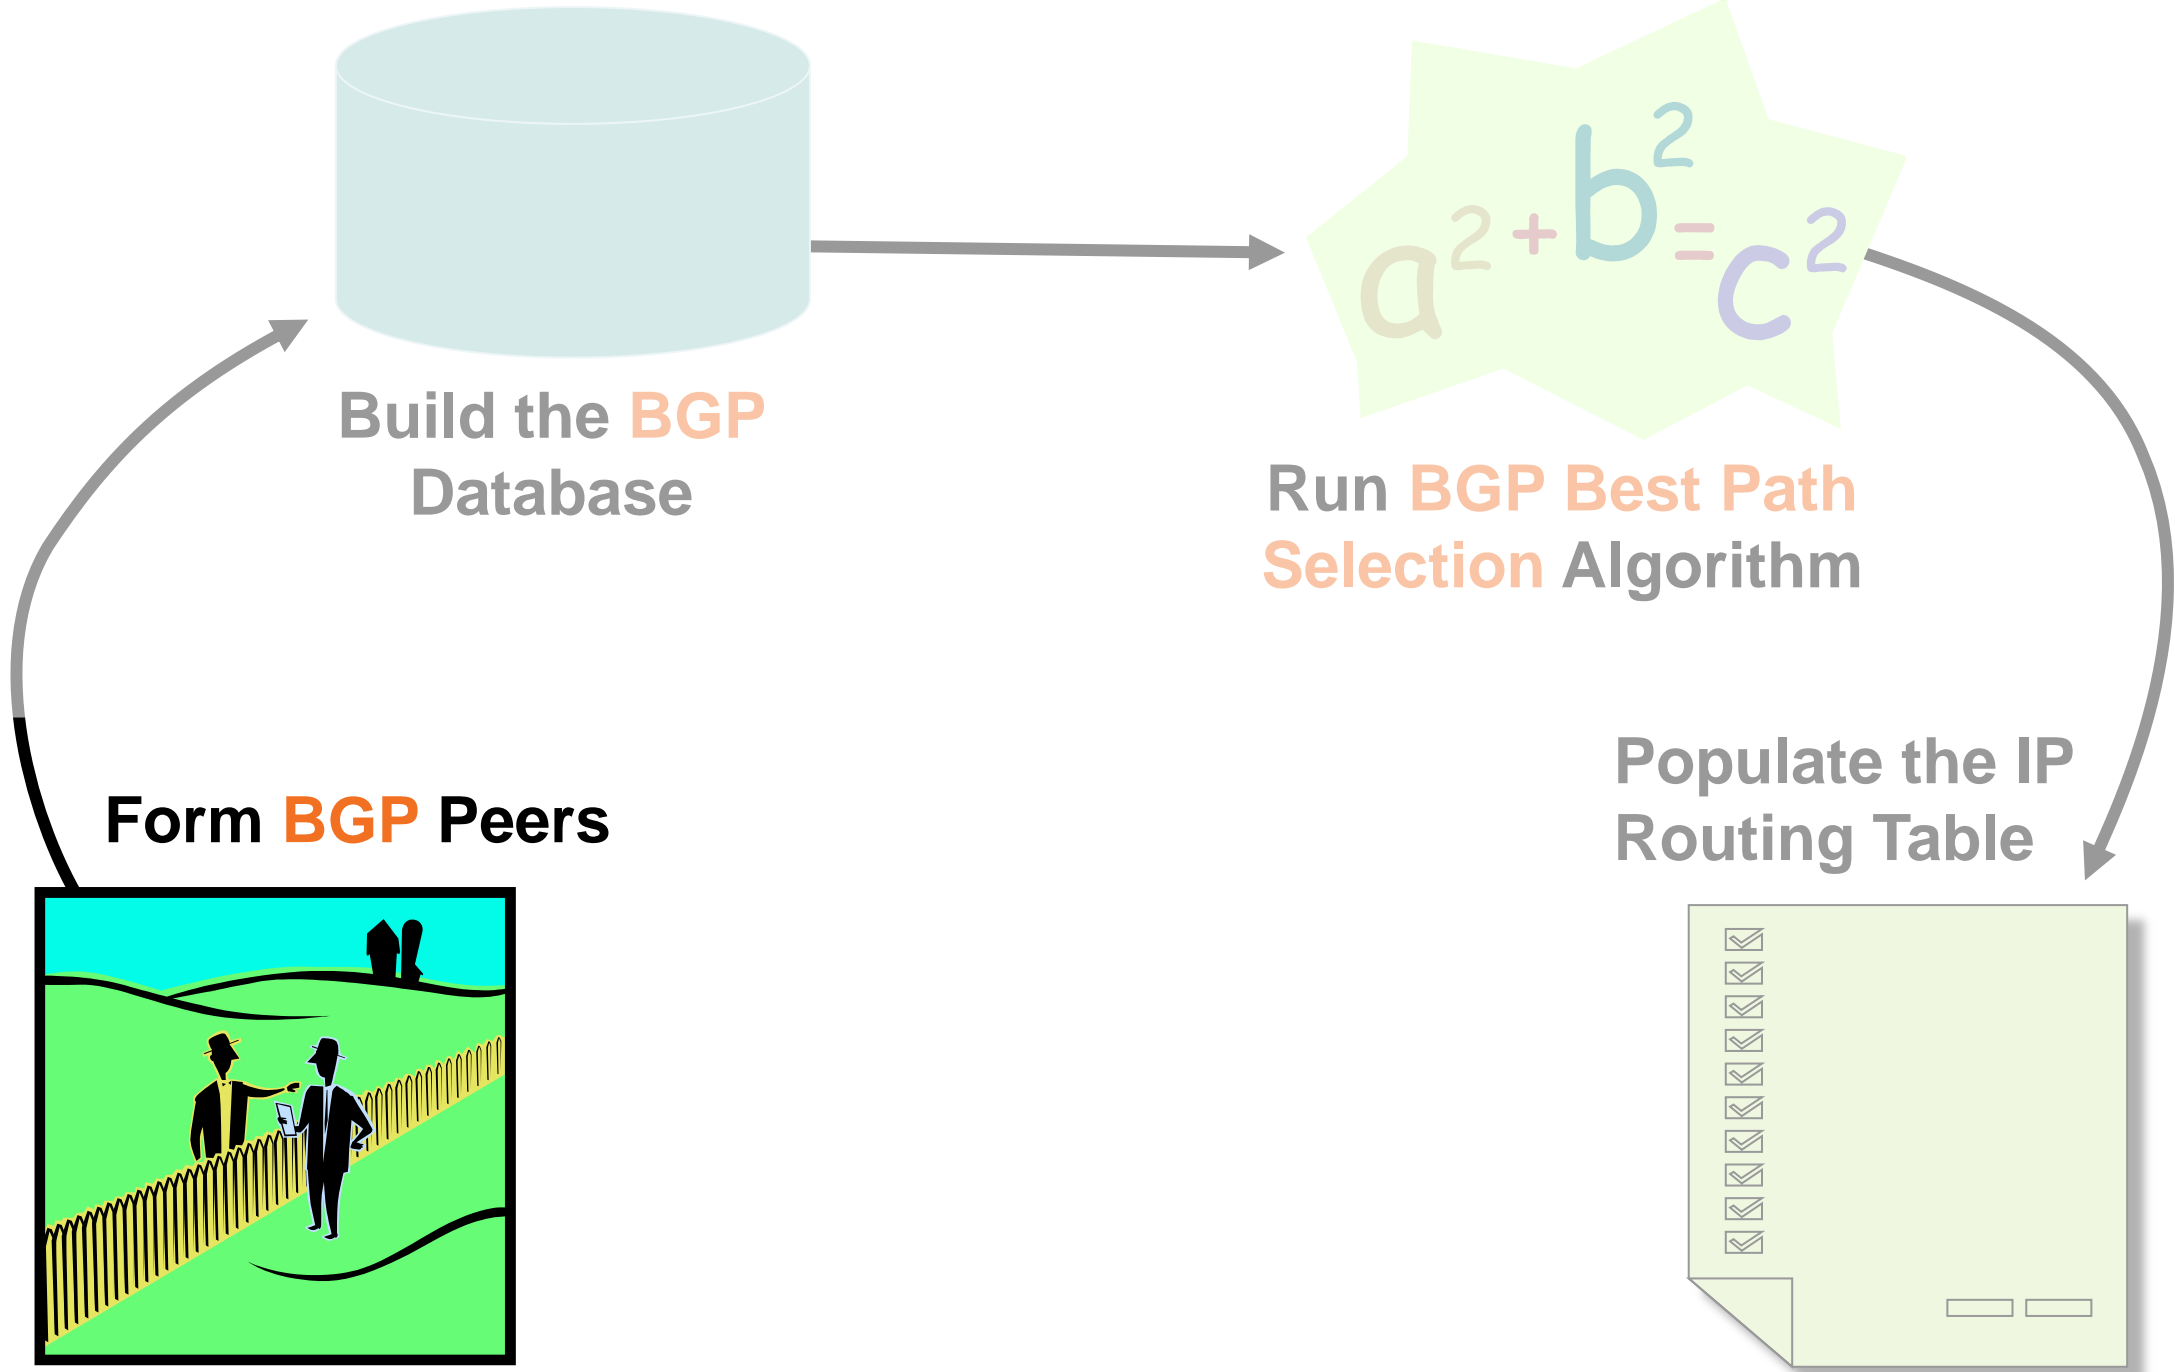 Build the BGP
Database
a² + b² = c²
Run BGP Best Path
Selection Algorithm
Populate the IP
Routing Table
Form BGP Peers